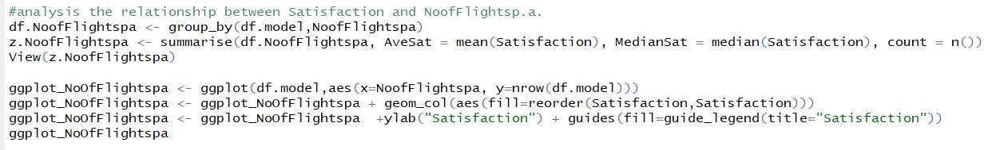 #analysis the relationship between Satisfaction and NoofFlightsp.a.
df.NoofFlightspa <- group_by(df.model,NoofFlightspa)
z.NoofFlightspa <- summarise(df.NoofFlightspa, AveSat = mean(Satisfaction), MedianSat = median(Satisfaction), count = n())
View(z.NoofFlightspa)
ggplot_NoOfFlightspa <- ggplot(df.model,aes(x=NoofFlightspa, y=nrow(df.model)))
ggplot_NoOfFlightspa <- ggplot_NoOfFlightspa + geom_col(aes(fill=reorder(Satisfaction,Satisfaction)))
ggplot_NoOfFlightspa <- ggplot_NoOfFlightspa  +ylab("Satisfaction") + guides(fill=guide_legend(title="Satisfaction"))
ggplot_NoOfFlightspa